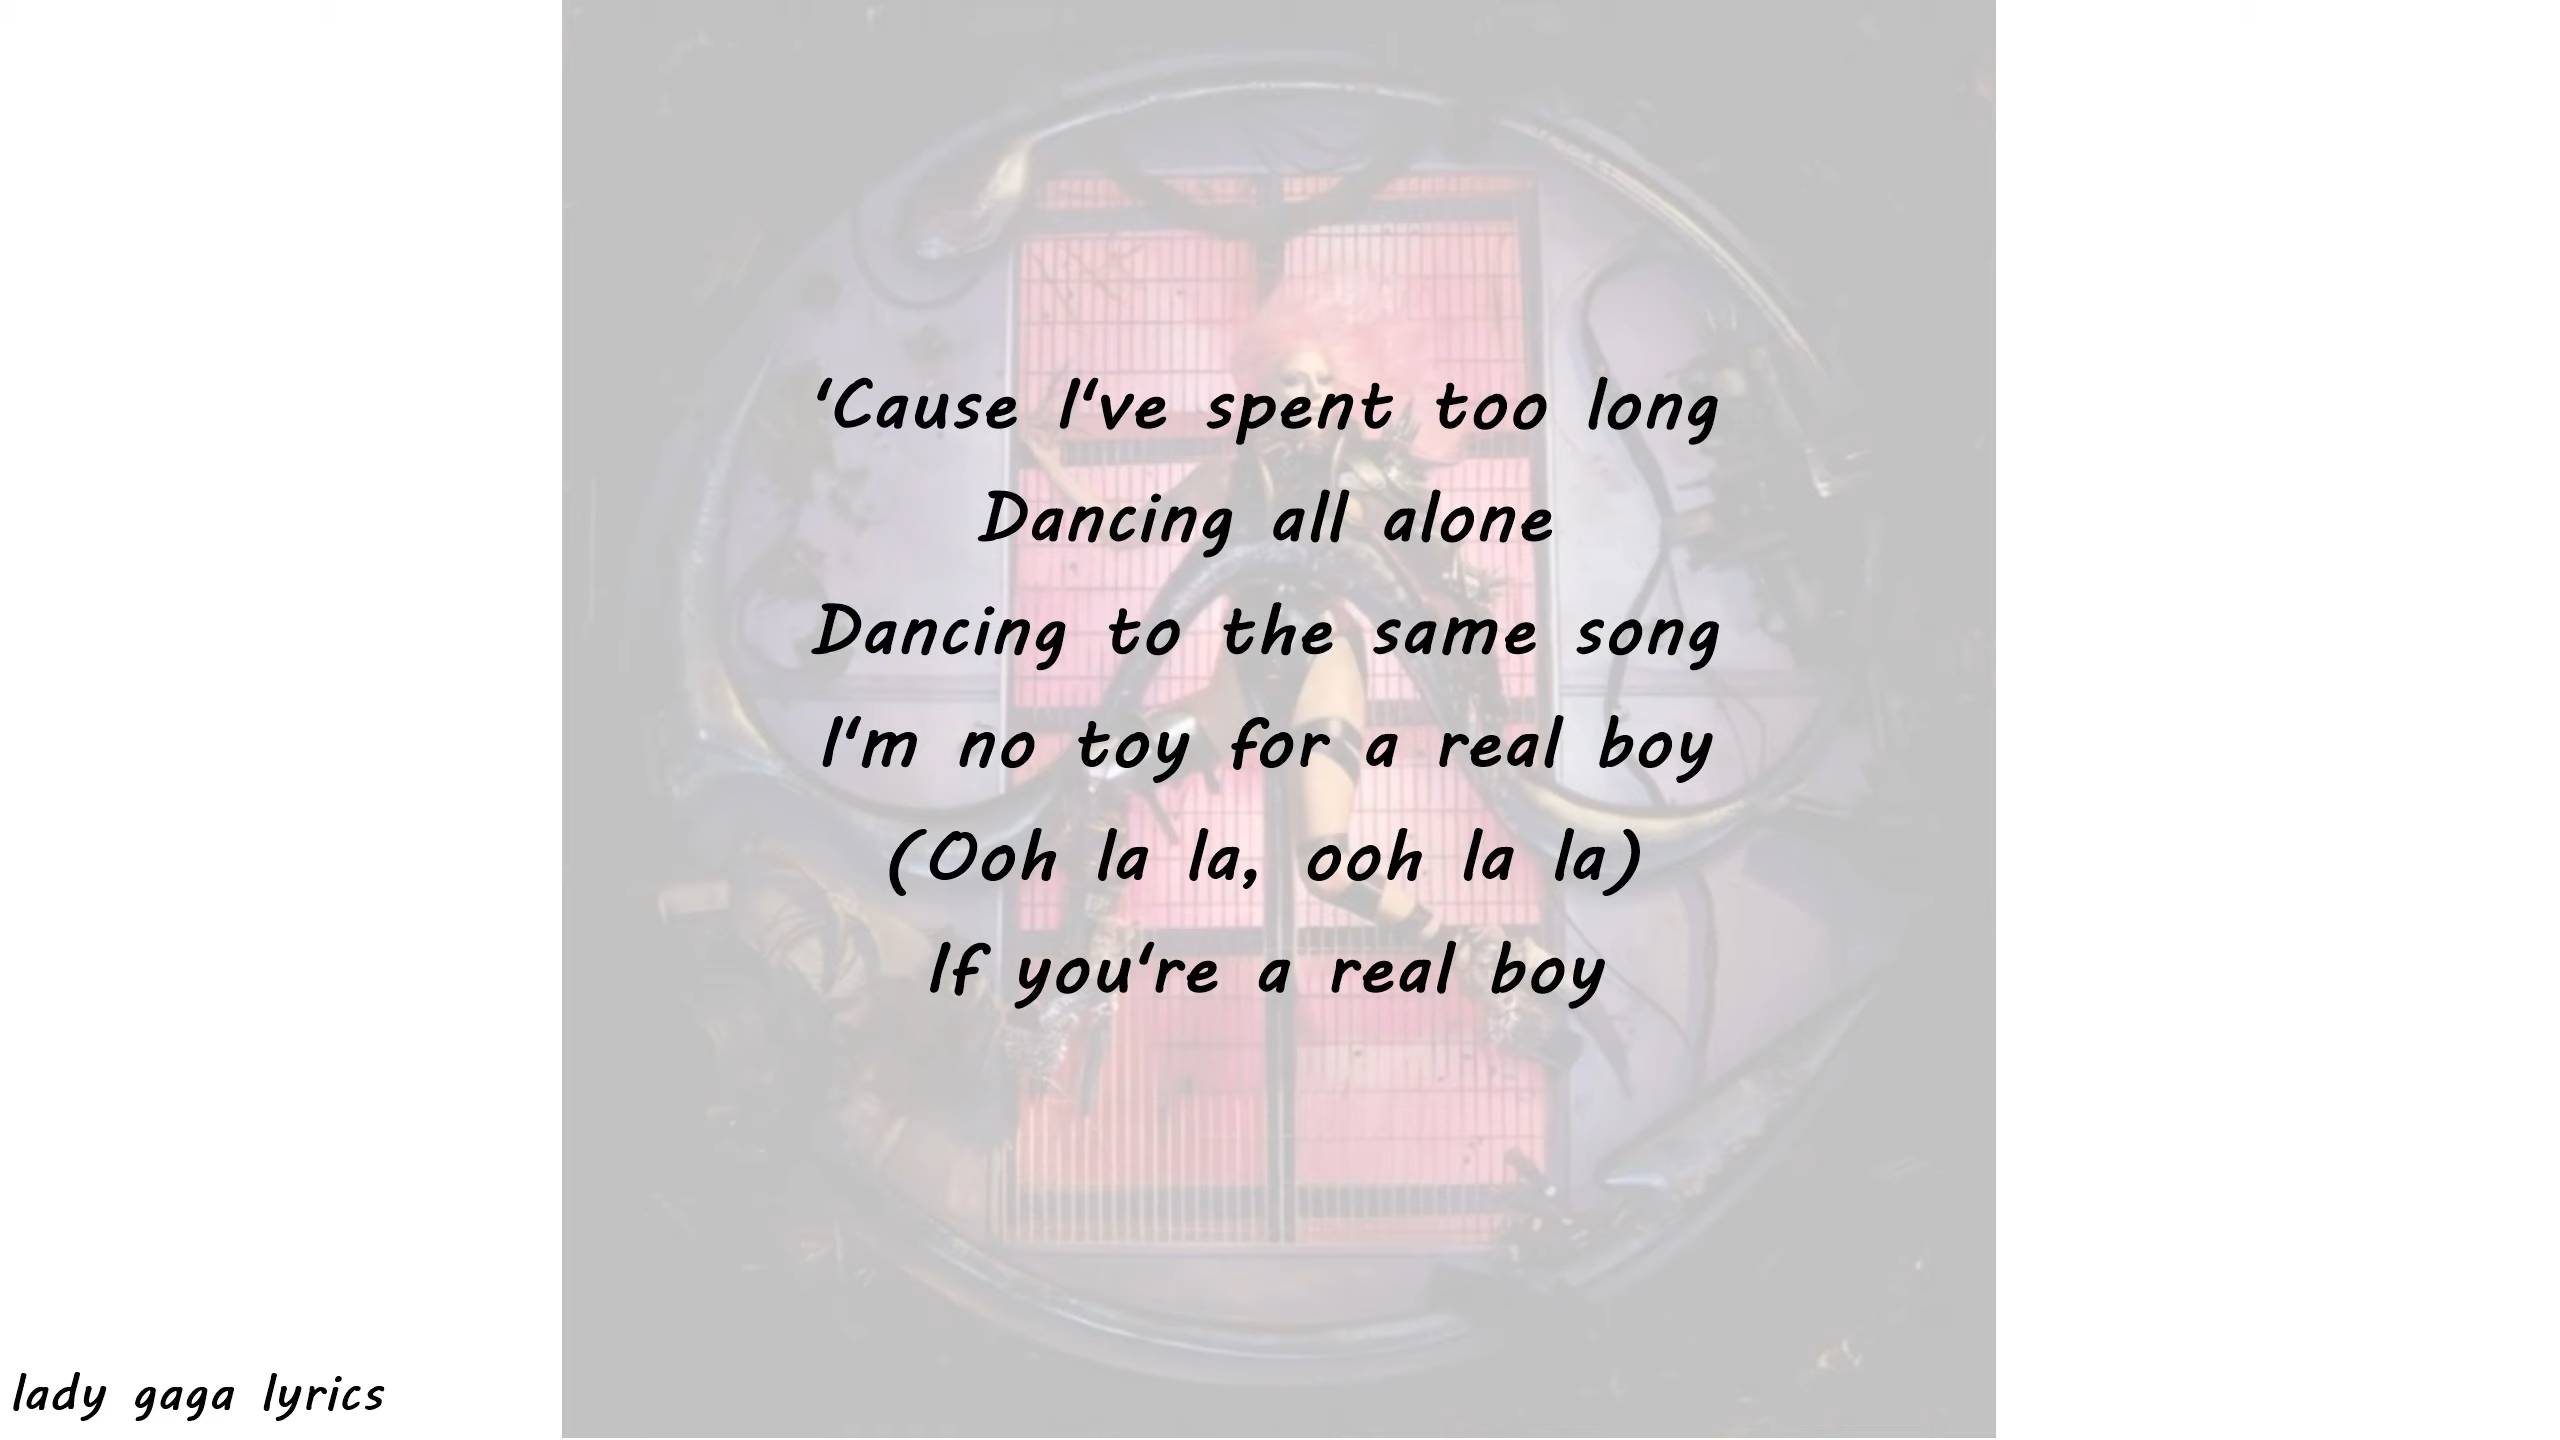 'Cause I've spent too long
Dancing all alone
Dancing to the same song
I'm no toy for a real boy
(Ooh la la, ooh la la)
If you're a real boy
lady gaga lyrics